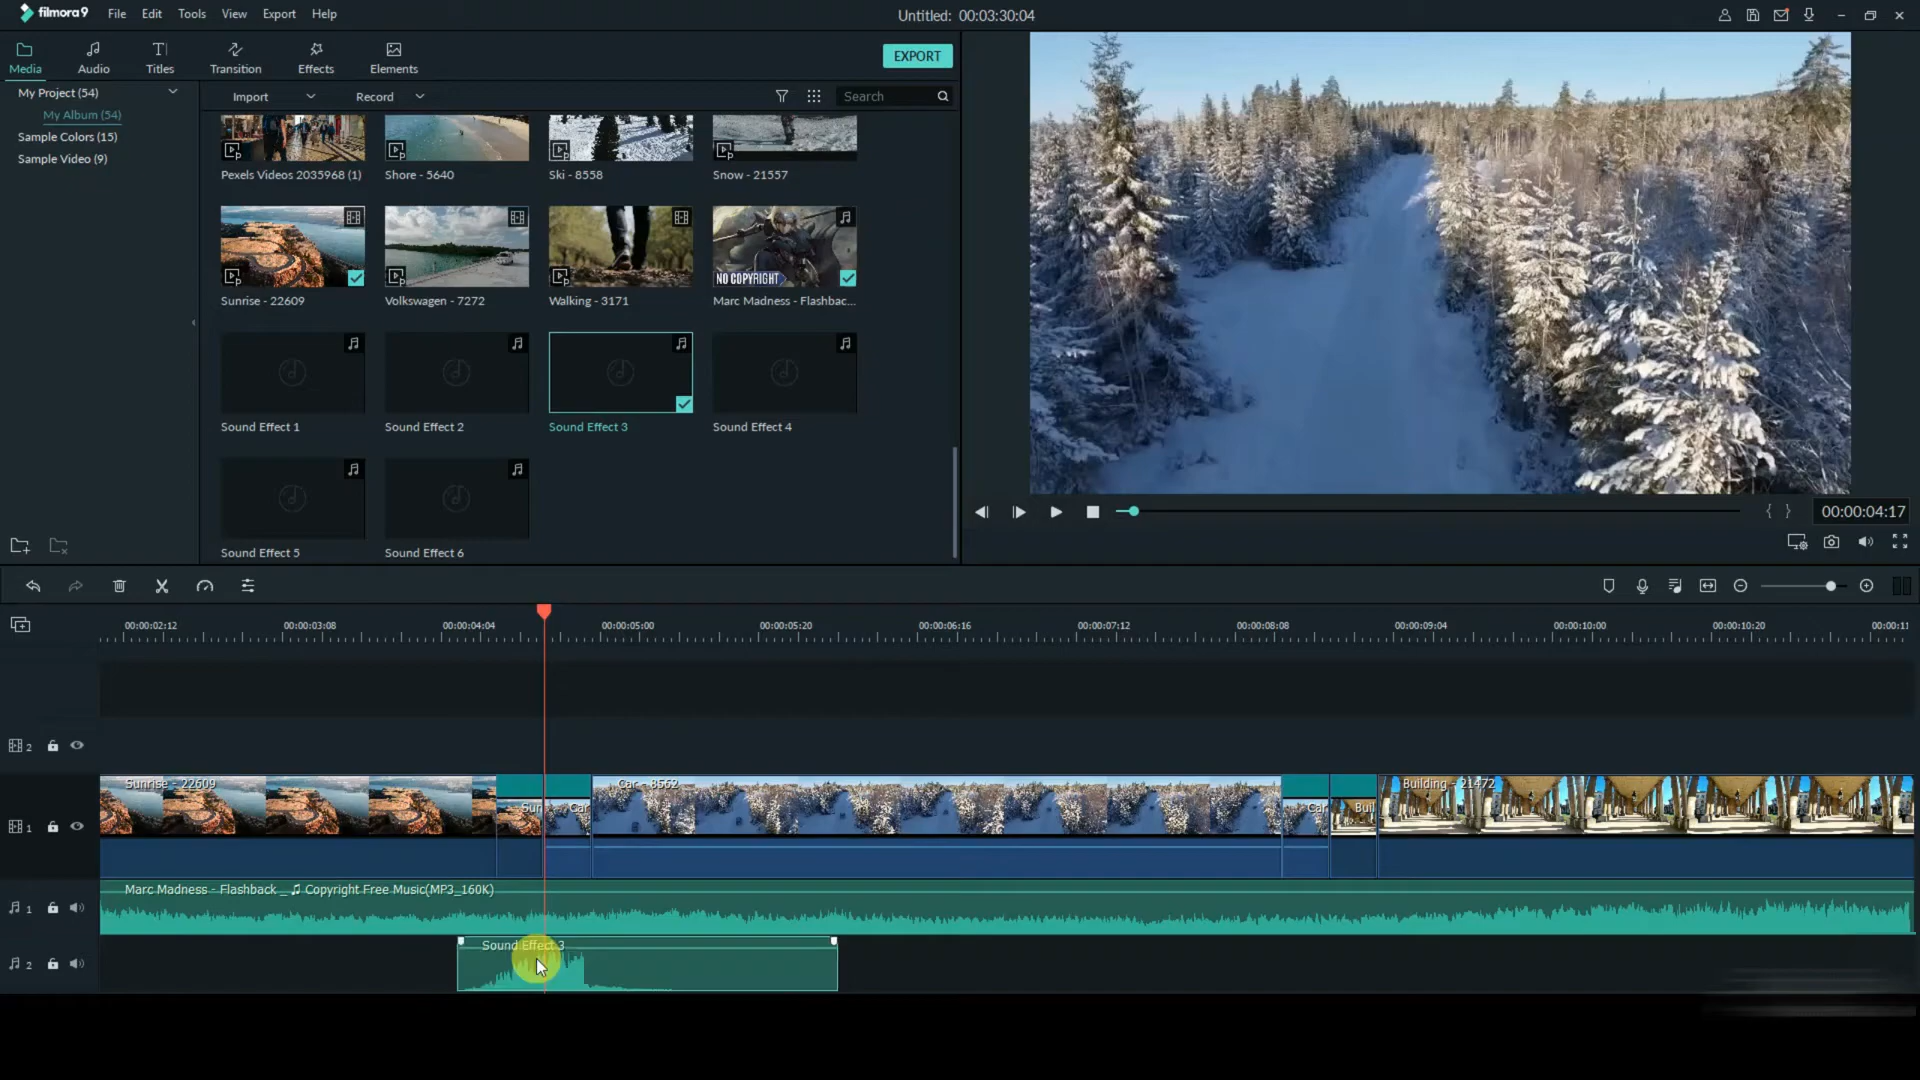 filmora9 File Edit Tools View Export Help Untitled: 00:03:30:04
Media Audio Titles Transition Effects Elements EXPORT
My Project (54)
My Album (54)
Sample Colors (15)
Sample Video (9)
Import Record Search
Pexels Videos 2035968 (1) Shore - 5640 Ski - 8558 Snow - 21557
NO COPYRIGHT
Sunrise - 22609 Volkswagen - 7272 Walking - 3171 Marc Madness - Flashbac...
Sound Effect 1 Sound Effect 2 Sound Effect 3 Sound Effect 4
Sound Effect 5 Sound Effect 6
{ } 00:00:04:17
00:00:02:12 00:00:03:08 00:00:04:04 00:00:05:00 00:00:05:20 00:00:06:16 00:00:07:12 00:00:08:08 00:00:09:04 00:00:10:00 00:00:10:20 00:00:11
2
Sunrise - 22609 Car - 8562 Building - 21472
Sun Car Car Buil
1
Marc Madness - Flashback _ ♫ Copyright Free Music(MP3_160K)
1
Sound Effect 3
2